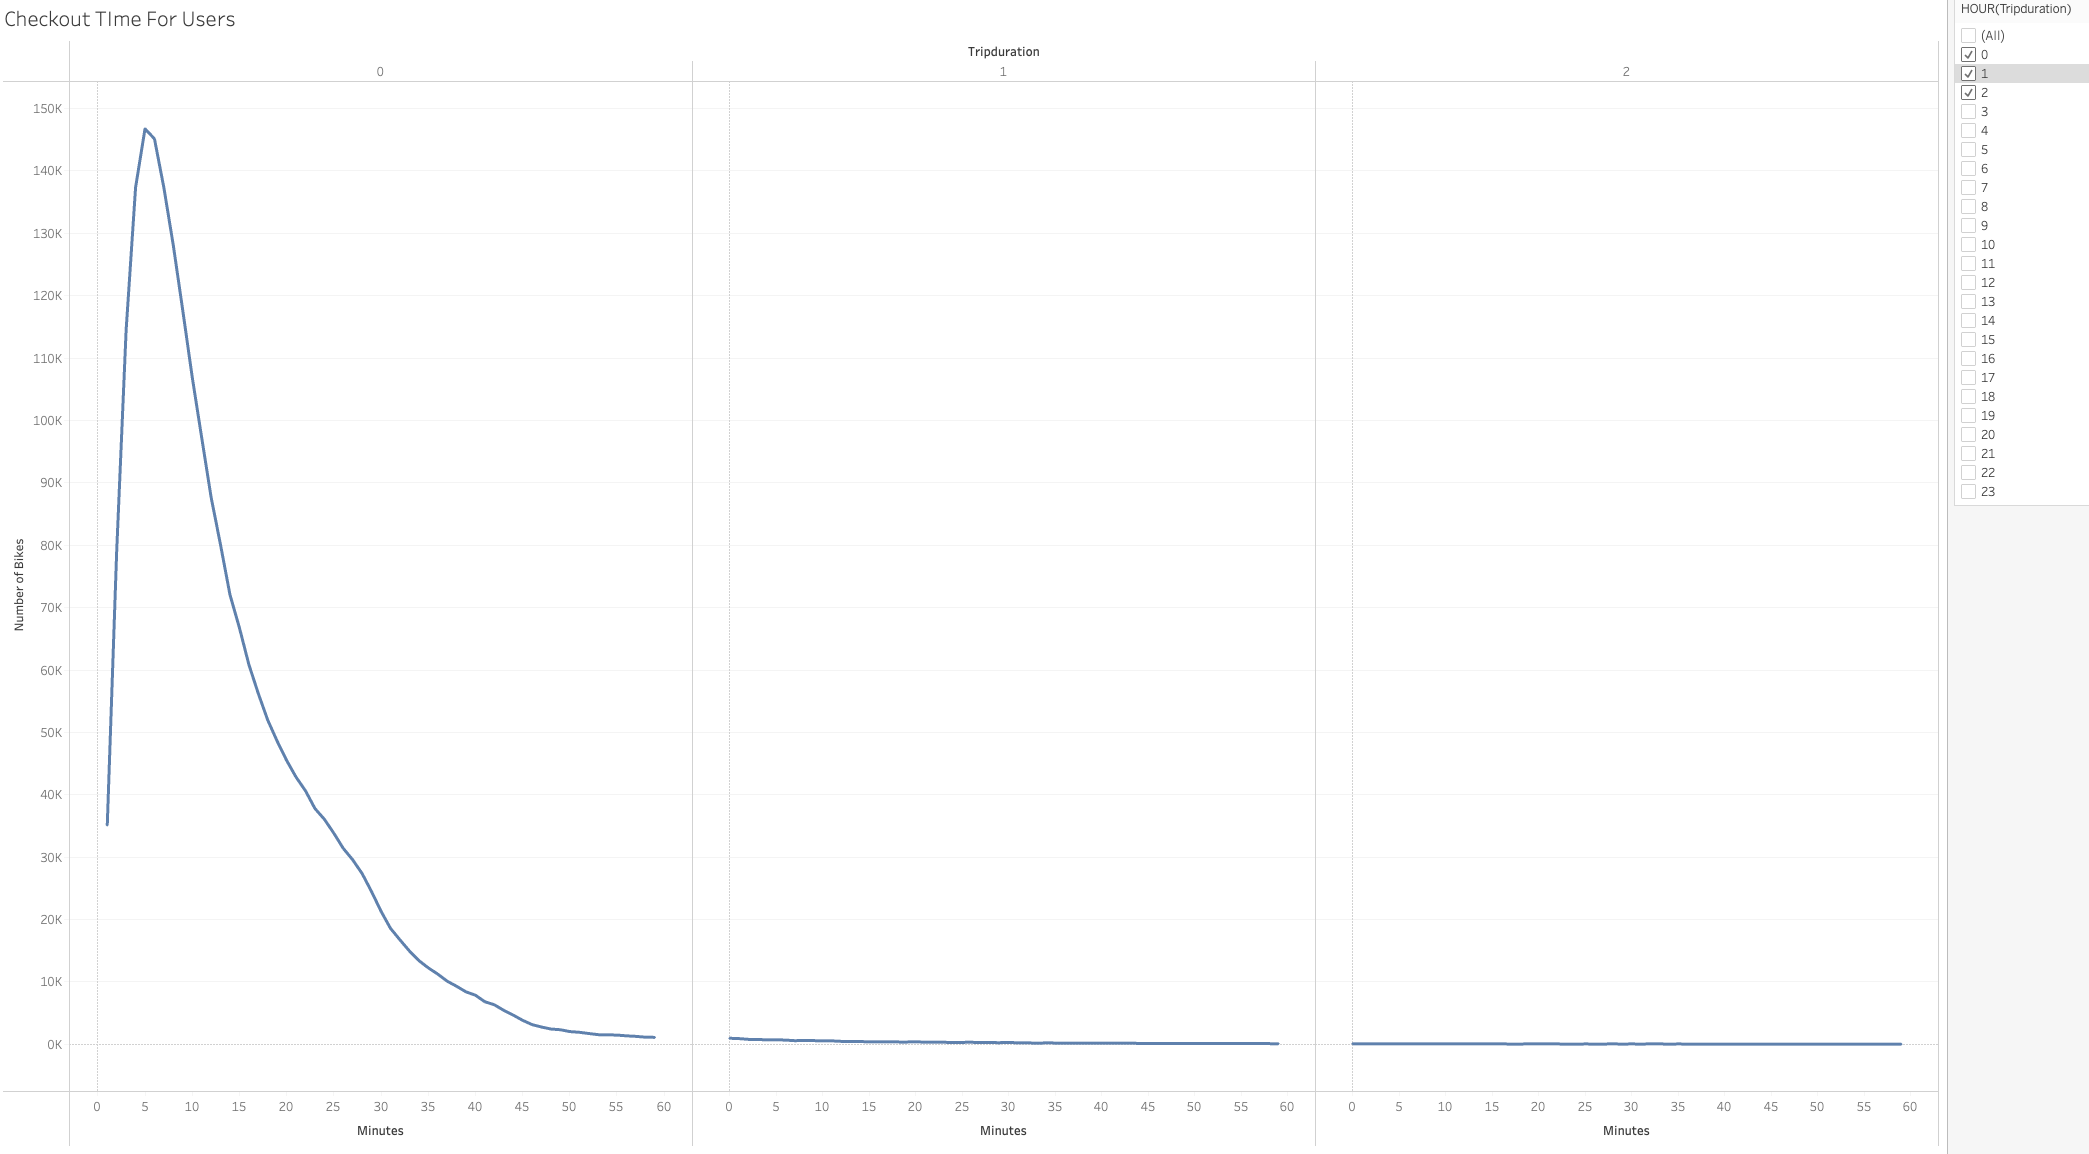 Checkout TIme For Users
Tripduration
0 1 2
Number of Bikes
150K
140K
130K
120K
110K
100K
90K
80K
70K
60K
50K
40K
30K
20K
10K
0K
0 5 10 15 20 25 30 35 40 45 50 55 60
Minutes
0 5 10 15 20 25 30 35 40 45 50 55 60
Minutes
0 5 10 15 20 25 30 35 40 45 50 55 60
Minutes
HOUR(Tripduration)
(All)
0
1
2
3
4
5
6
7
8
9
10
11
12
13
14
15
16
17
18
19
20
21
22
23